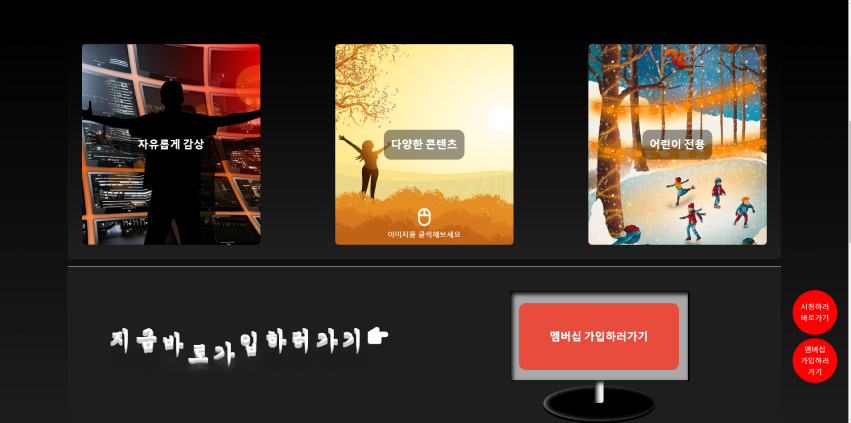 자유롭게 감상
다양한 콘텐츠
어린이 전용
이미지를 클릭해보세요
지금바로가입하러가기
멤버십 가입하러가기
시청하러
바로가기
멤버십
가입하러
가기